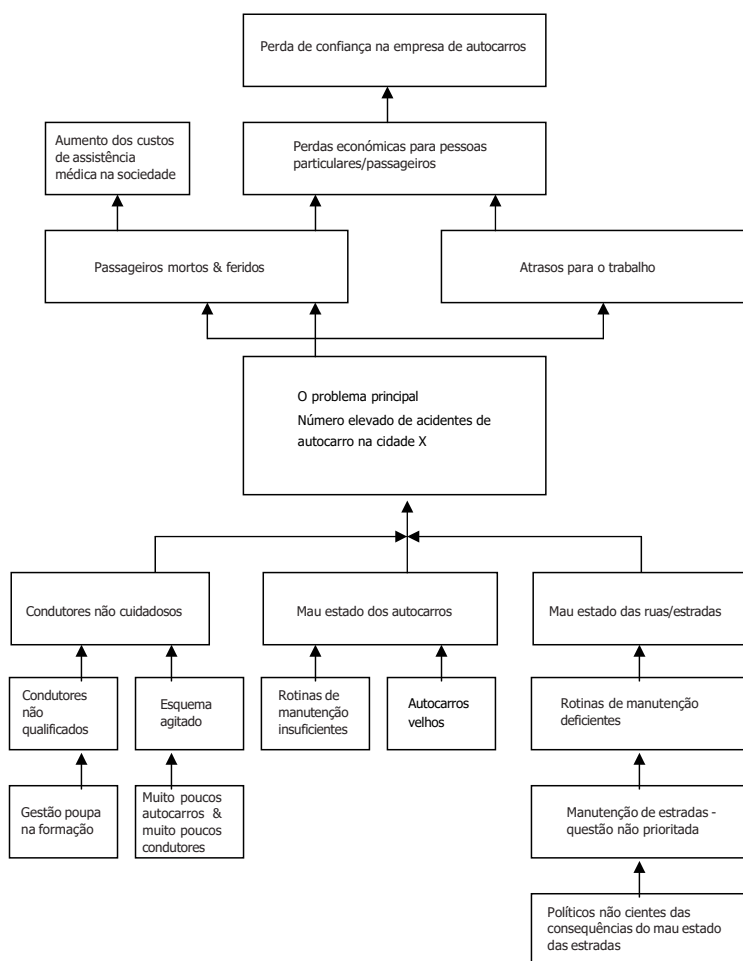 Perda de confiança na empresa de autocarros
Aumento dos custos
de assistência
médica na sociedade
Perdas económicas para pessoas
particulares/passageiros
Passageiros mortos & feridos
Atrasos para o trabalho
O problema principal
Número elevado de acidentes de
autocarro na cidade X
Condutores não cuidadosos
Mau estado dos autocarros
Mau estado das ruas/estradas
Condutores
não
qualificados
Esquema
agitado
Rotinas de
manutenção
insuficientes
Autocarros
velhos
Rotinas de manutenção
deficientes
Gestão poupa
na formação
Muito poucos
autocarros &
muito poucos
condutores
Manutenção de estradas -
questão não prioritada
Políticos não cientes das
consequências do mau estado
das estradas